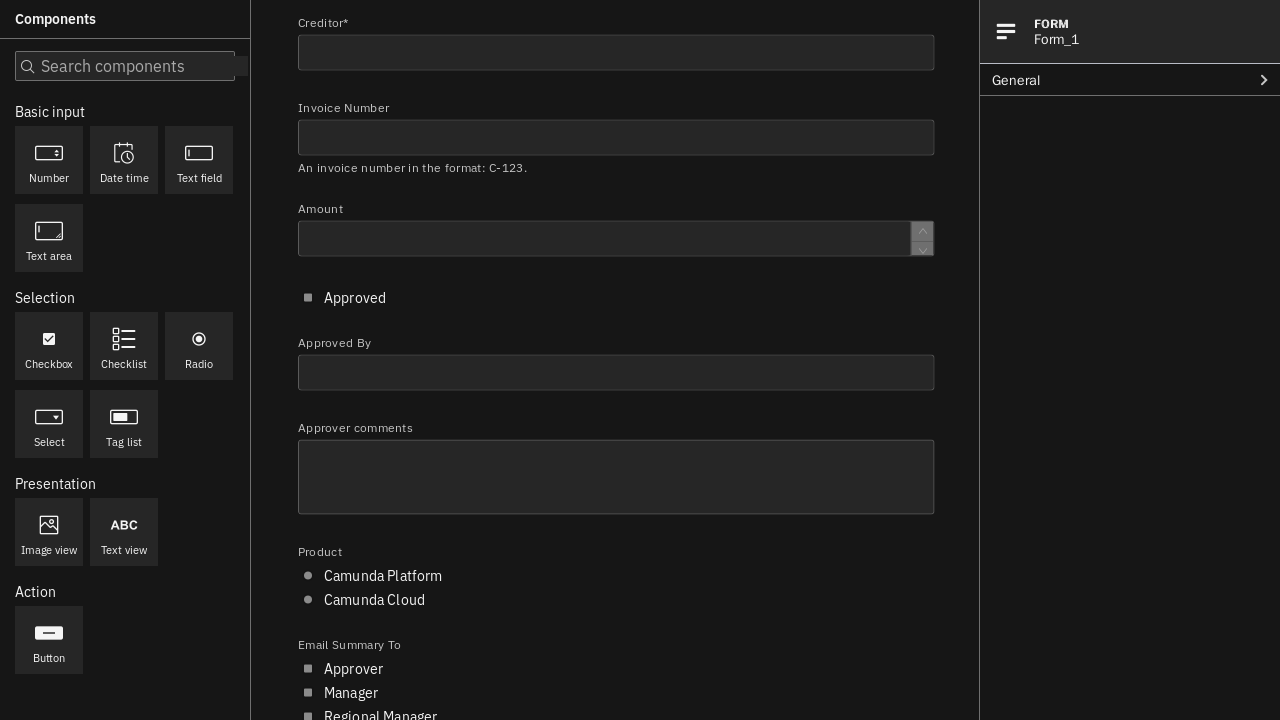 Components
Search components
Basic input
Number
Date time
Text field
Text area
Selection
Checkbox
Checklist
Radio
Select
Tag list
Presentation
Image view
ABC
Text view
Action
Button
Creditor*
Invoice Number
An invoice number in the format: C-123.
Amount
Approved
Approved By
Approver comments
Product
Camunda Platform
Camunda Cloud
Email Summary To
Approver
Manager
Regional Manager
FORM
Form_1
General